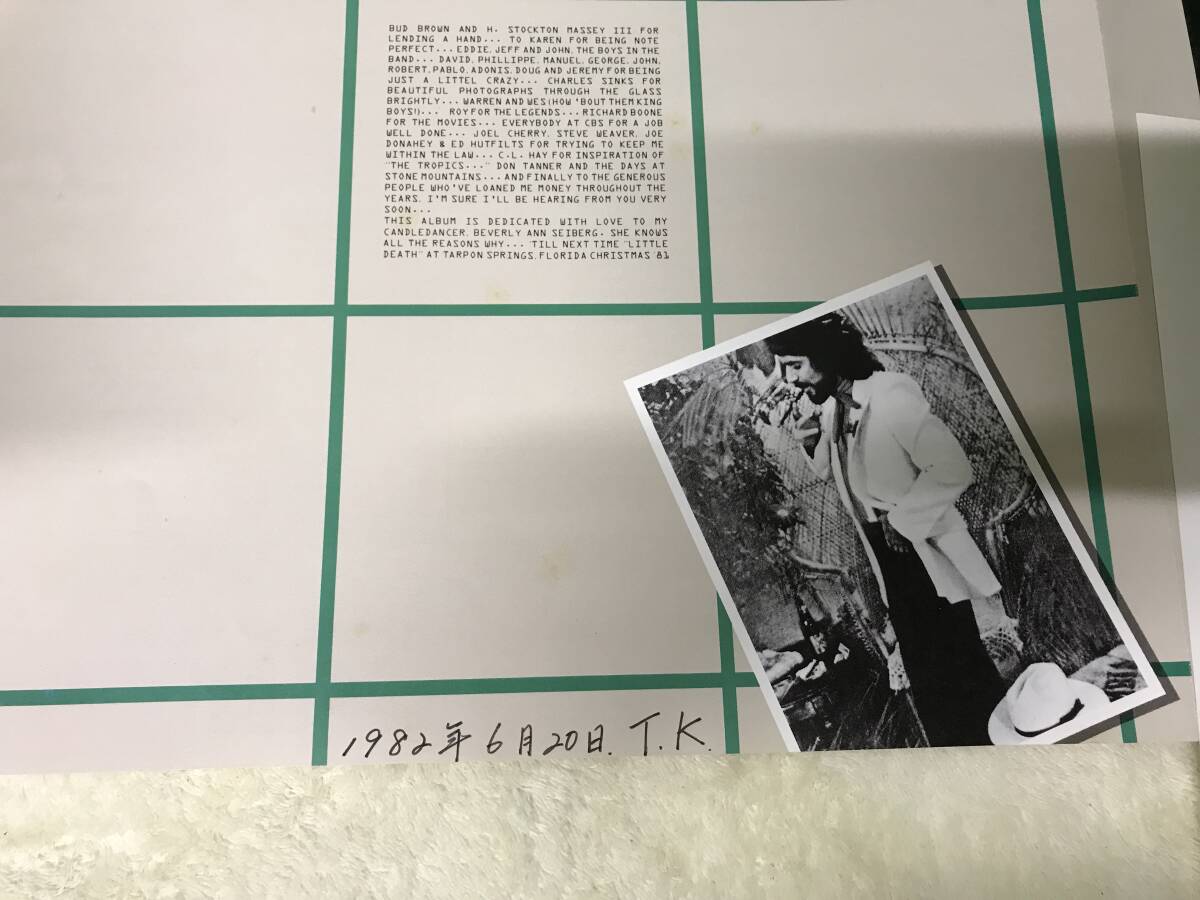 BUD BROWN AND H. STOCKTON MASSEY III FOR
LENDING A HAND... TO KAREN FOR BEING NOTE
PERFECT... EDDIE, JEFF AND JOHN, THE BOYS IN THE
BAND... DAVID, PHILLIPPE, MANUEL, GEORGE, JOHN,
ROBERT, PABLO, ADONIS, DOUG AND JEREMY FOR BEING
JUST A LITTEL CRAZY... CHARLES SINKS FOR
BEAUTIFUL PHOTOGRAPHS THROUGH THE GLASS
BRIGHTLY... WARREN AND WES (HOW 'BOUT THEM KING
BOYS!)... ROY FOR THE LEGENDS... RICHARD BOONE
FOR THE MOVIES... EVERYBODY AT CBS FOR A JOB
WELL DONE... JOEL CHERRY, STEVE WEAVER, JOE
DONAHEY & ED HUTFILTS FOR TRYING TO KEEP ME
WITHIN THE LAW... C.L. HAY FOR INSPIRATION OF
"THE TROPICS..." DON TANNER AND THE DAYS AT
STONE MOUNTAINS... AND FINALLY TO THE GENEROUS
PEOPLE WHO'VE LOANED ME MONEY THROUGHOUT THE
YEARS. I'M SURE I'LL BE HEARING FROM YOU VERY
SOON...
THIS ALBUM IS DEDICATED WITH LOVE TO MY
CANDLEDANCER, BEVERLY ANN SEIBERG. SHE KNOWS
ALL THE REASONS WHY... 'TILL NEXT TIME "LITTLE
DEATH" AT TARPON SPRINGS, FLORIDA CHRISTMAS '81
1982年6月20日. T.K.